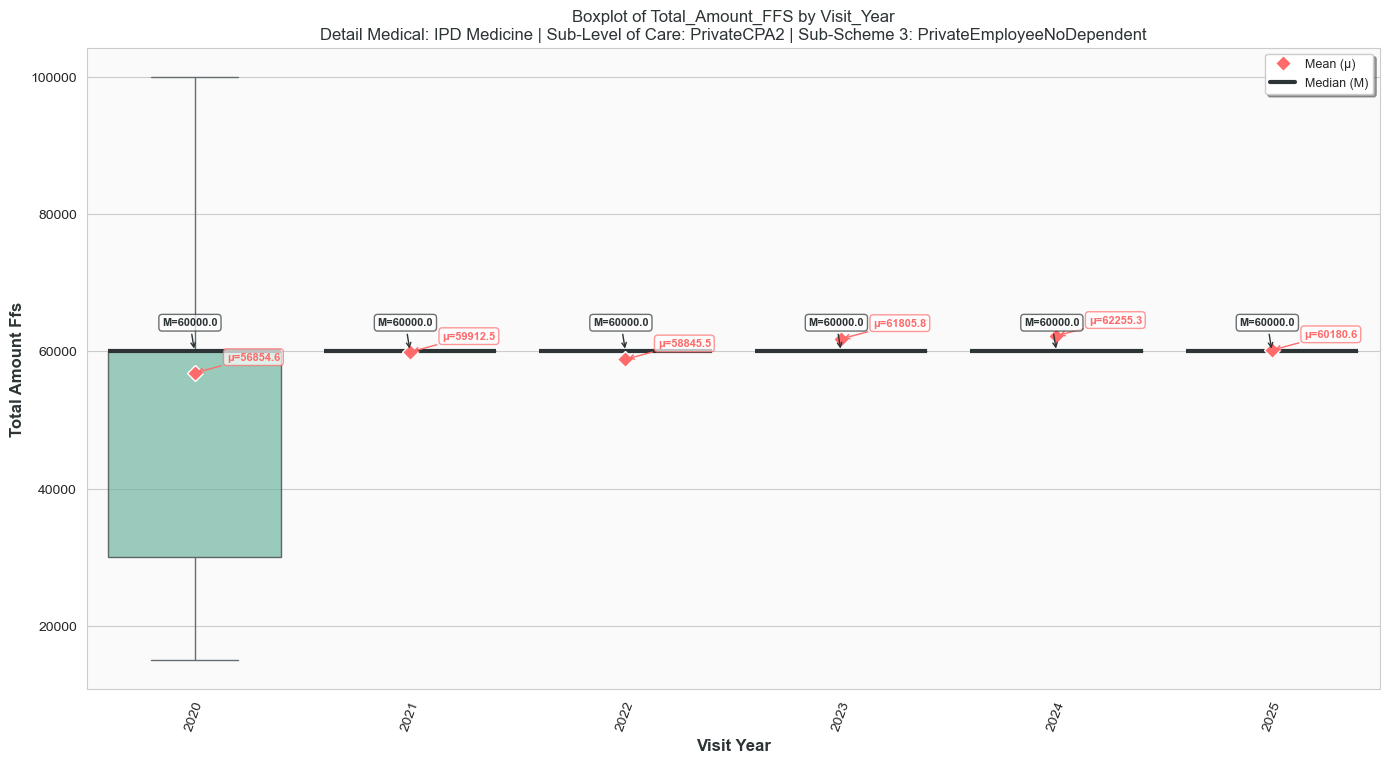 Boxplot of Total_Amount_FFS by Visit_Year
Detail Medical: IPD Medicine | Sub-Level of Care: PrivateCPA2 | Sub-Scheme 3: PrivateEmployeeNoDependent
Mean (μ)
Median (M)
Total Amount Ffs
100000
80000
60000
40000
20000
M=60000.0
μ=56854.6
M=60000.0
μ=59912.5
M=60000.0
μ=58845.5
M=60000.0
μ=61805.8
M=60000.0
μ=62255.3
M=60000.0
μ=60180.6
2020
2021
2022
2023
2024
2025
Visit Year